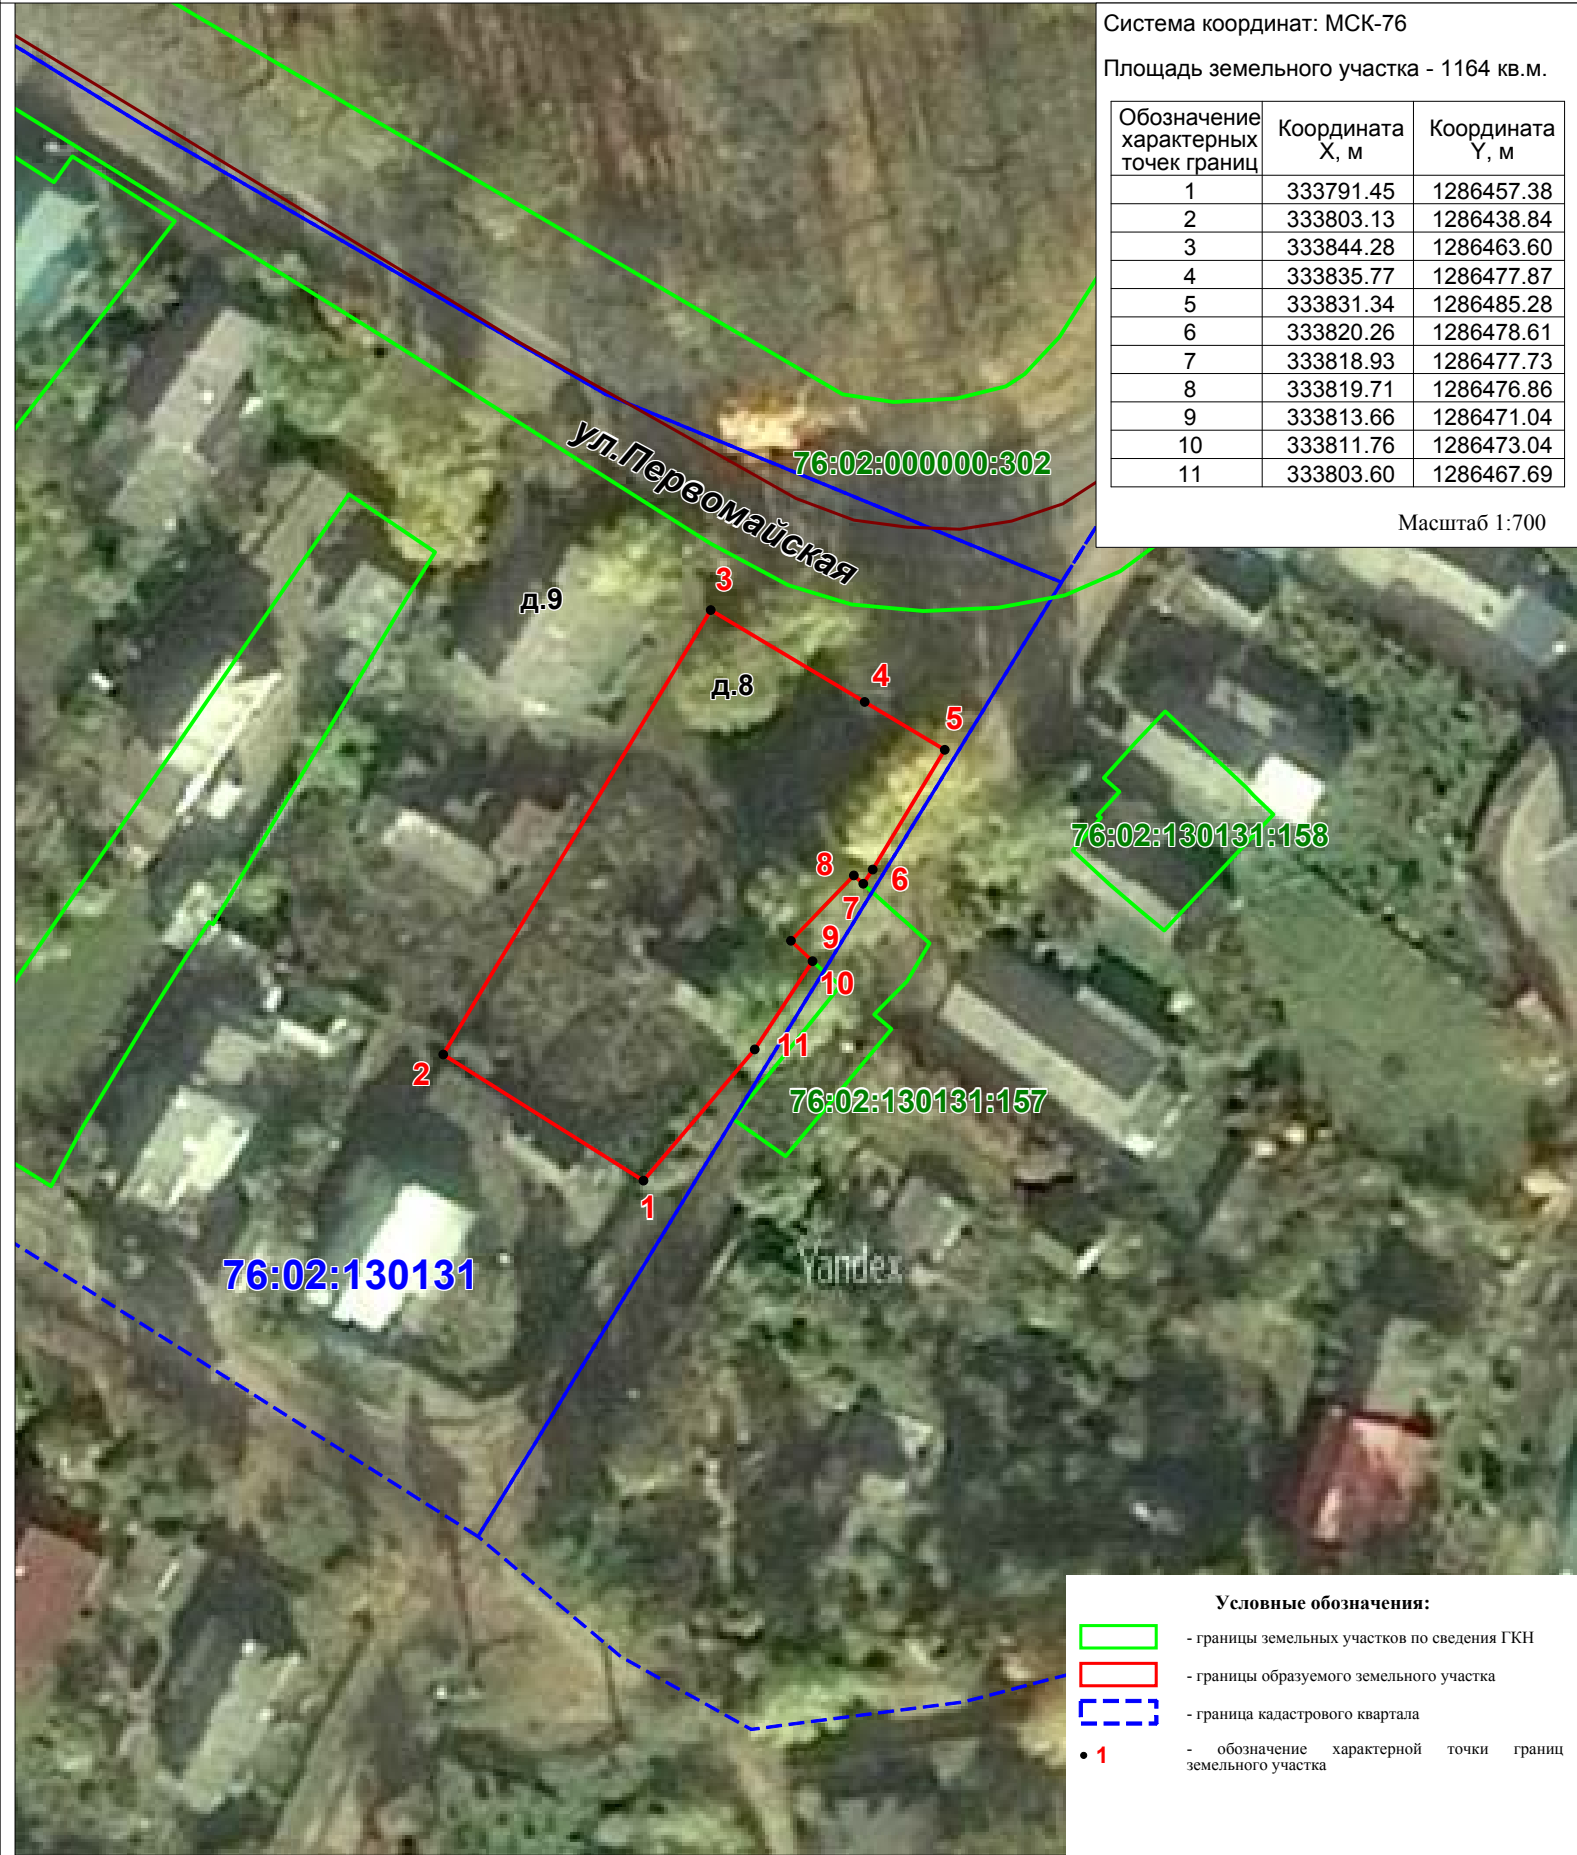 Система координат: МСК-76
Площадь земельного участка - 1164 кв.м.
Обозначение характерных точек границ Координата X, м Координата Y, м
1 333791.45 1286457.38
2 333803.13 1286438.84
3 333844.28 1286463.60
4 333835.77 1286477.87
5 333831.34 1286485.28
6 333820.26 1286478.61
7 333818.93 1286477.73
8 333819.71 1286476.86
9 333813.66 1286471.04
10 333811.76 1286473.04
11 333803.60 1286467.69
Масштаб 1:700
ул.Первомайская
76:02:000000:302
3
д.9
4
д.8
5
76:02:130131:158
8
6
7
9
10
11
2
76:02:130131:157
1
Yandex
76:02:130131
Условные обозначения:
- границы земельных участков по сведения ГКН
- границы образуемого земельного участка
- граница кадастрового квартала
1
- обозначение характерной точки границ
земельного участка